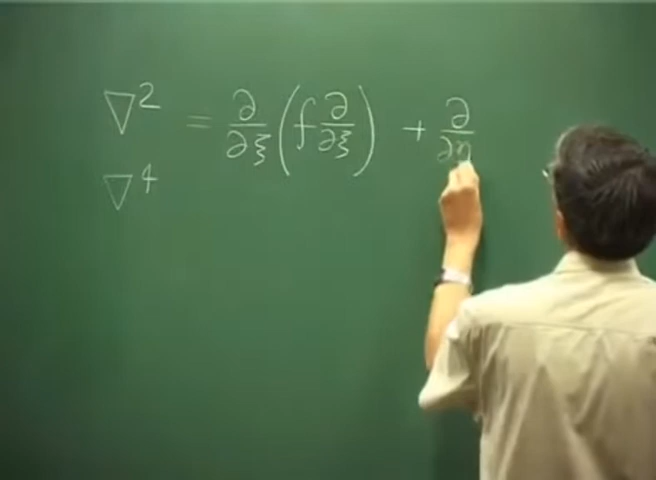 ∇² = ∂/∂ξ (f ∂/∂ξ) + ∂/∂η
∇⁴